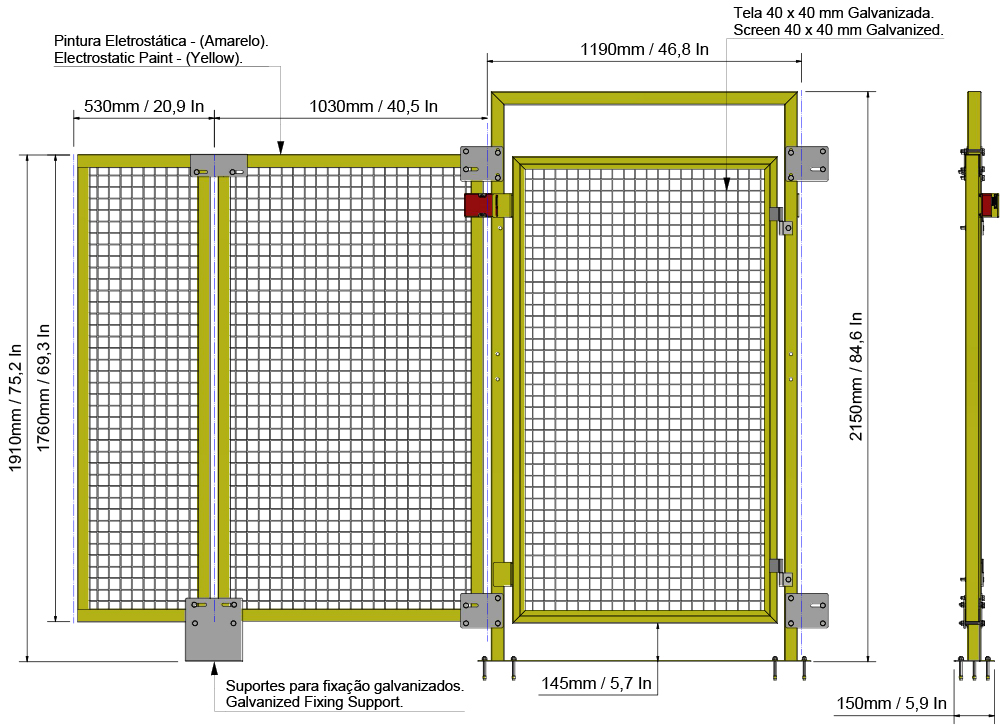 Tela 40 x 40 mm Galvanizada.
Screen 40 x 40 mm Galvanized.
Pintura Eletrostática - (Amarelo).
Electrostatic Paint - (Yellow).
1190mm / 46,8 In
530mm / 20,9 In
1030mm / 40,5 In
1910mm / 75,2 In
1760mm / 69,3 In
2150mm / 84,6 In
145mm / 5,7 In
Suportes para fixação galvanizados.
Galvanized Fixing Support.
150mm / 5,9 In